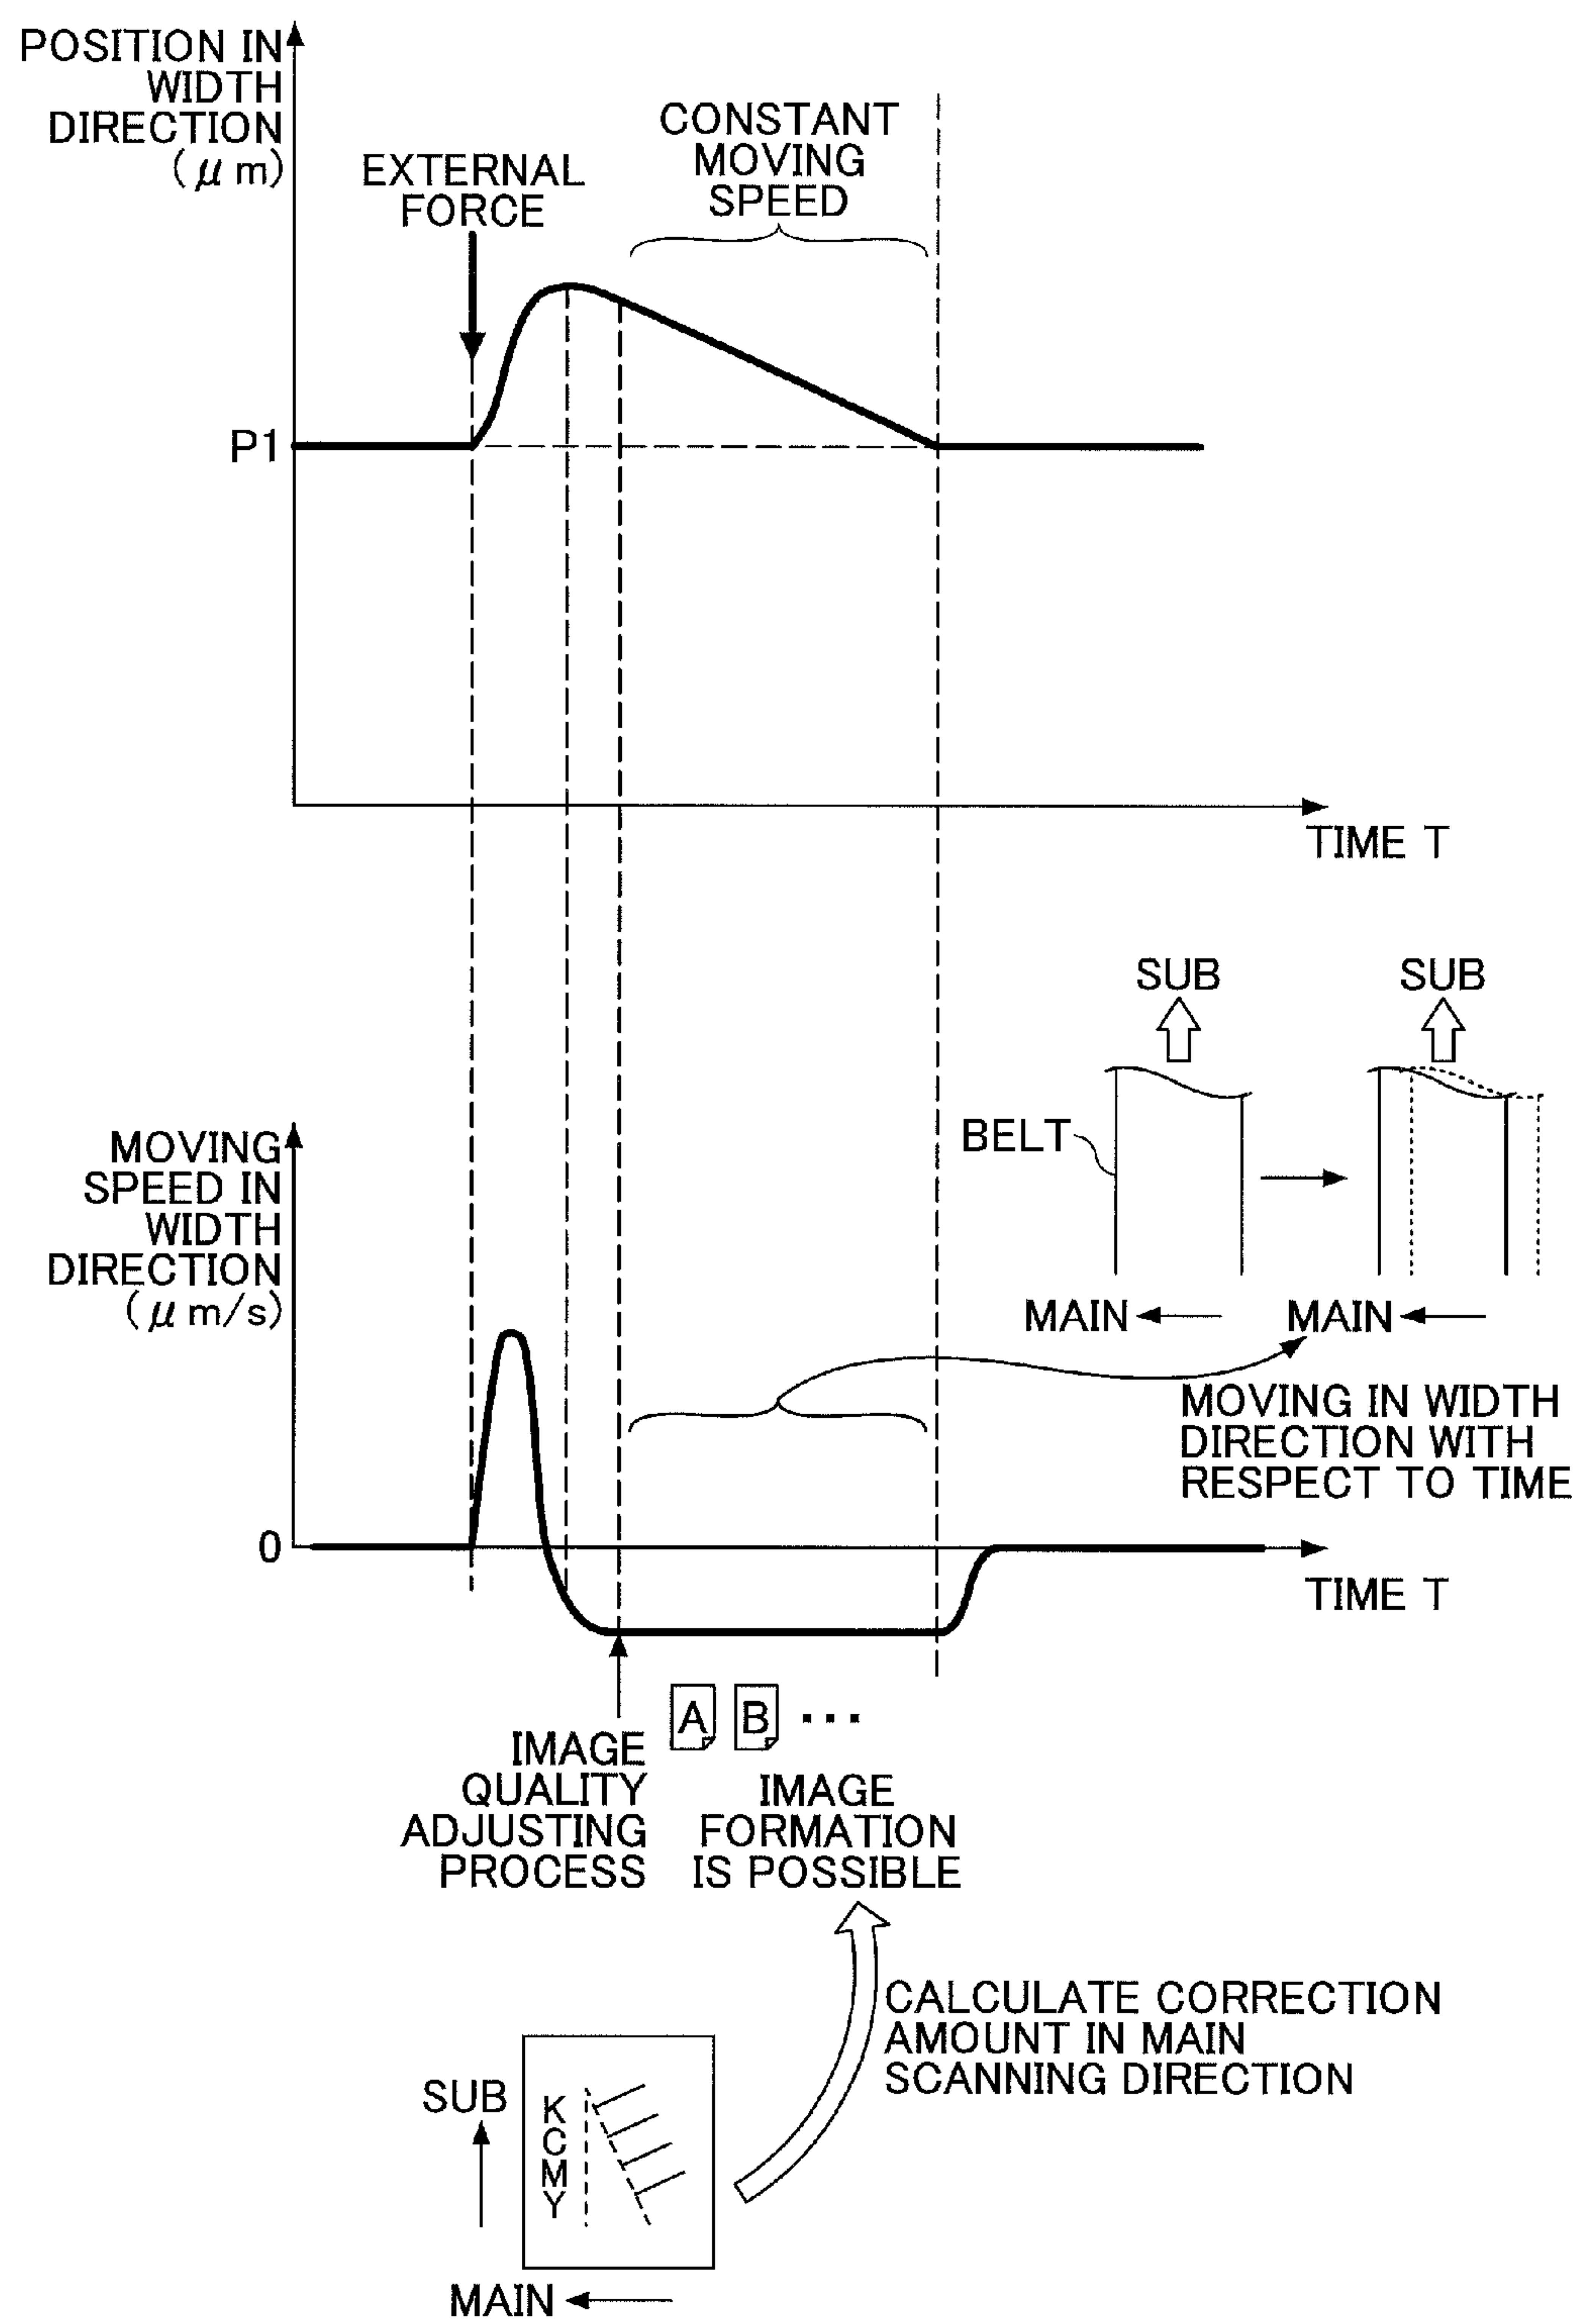 POSITION IN
WIDTH
DIRECTION
(μm)
EXTERNAL
FORCE
CONSTANT
MOVING
SPEED
P1
TIME T
SUB
SUB
BELT
MAIN
MAIN
MOVING
SPEED IN
WIDTH
DIRECTION
(μm/s)
MOVING IN WIDTH
DIRECTION WITH
RESPECT TO TIME
0
TIME T
A B ...
IMAGE
QUALITY
ADJUSTING
PROCESS
IMAGE
FORMATION
IS POSSIBLE
CALCULATE CORRECTION
AMOUNT IN MAIN
SCANNING DIRECTION
SUB
K
C
M
Y
MAIN